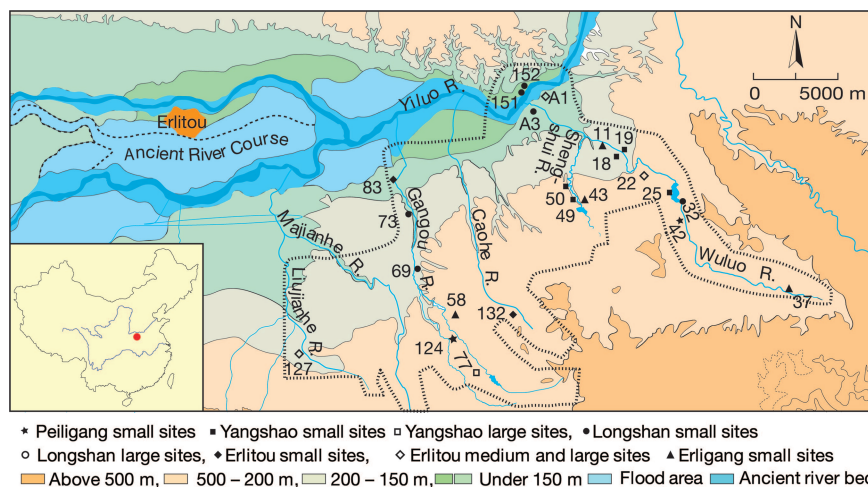 N
0 5000 m
152
Yiluo R.
151
A1
Erlitou
A3
11
19
Ancient River Course
Sheng-
shui R.
18
83
22
25
50
49
43
32
73
Gangou
R.
Caohe R.
42
Majianhe R.
Wuluo R.
Liujianhe R.
69
58
37
132
124
77
127
Peiligang small sites
Yangshao small sites
Yangshao large sites,
Longshan small sites
Longshan large sites,
Erlitou small sites,
Erlitou medium and large sites
Erligang small sites
Above 500 m,
500 – 200 m,
200 – 150 m,
Under 150 m
Flood area
Ancient river bea